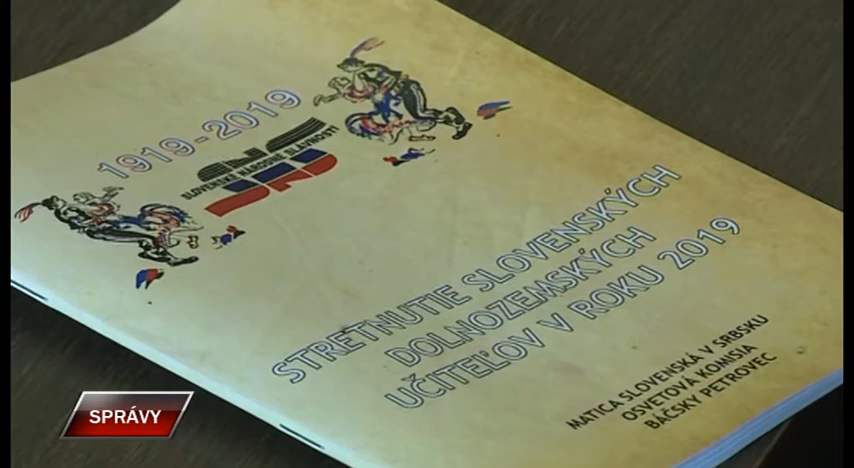 1919-2019
SLOVENSKÉ NÁRODNÉ SLÁVNOSTI
STRETNUTIE SLOVENSKÝCH
DOLNOZEMSKÝCH
UČITEĽOV V ROKU 2019
MATICA SLOVENSKÁ V SRBSKU
OSVETOVÁ KOMISIA
BÁČSKY PETROVEC
SPRÁVY